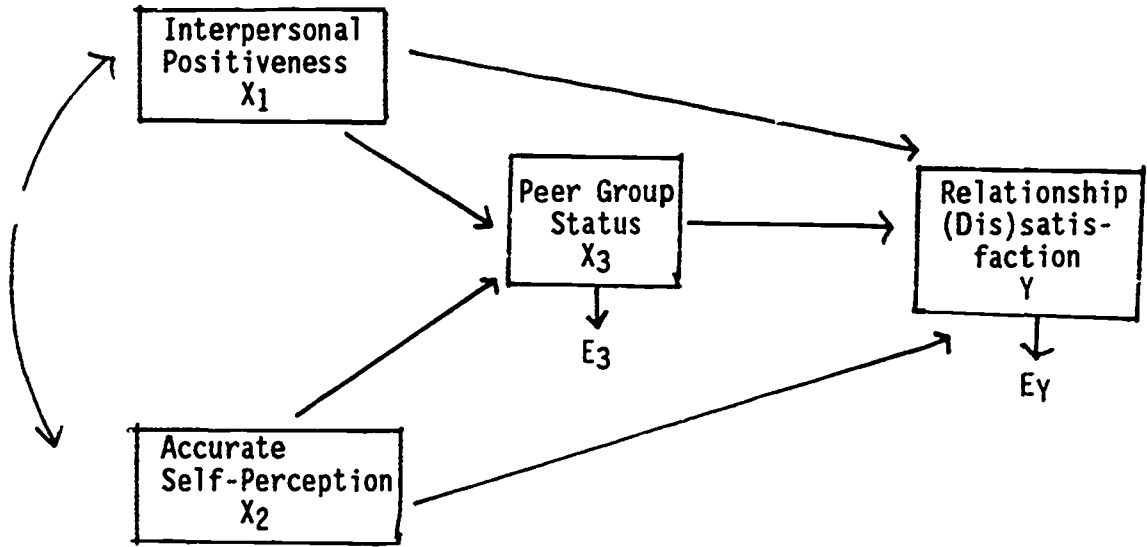 Interpersonal
Positiveness
X1
Peer Group
Status
X3
E3
Relationship
(Dis)satis-
faction
Y
EY
Accurate
Self-Perception
X2